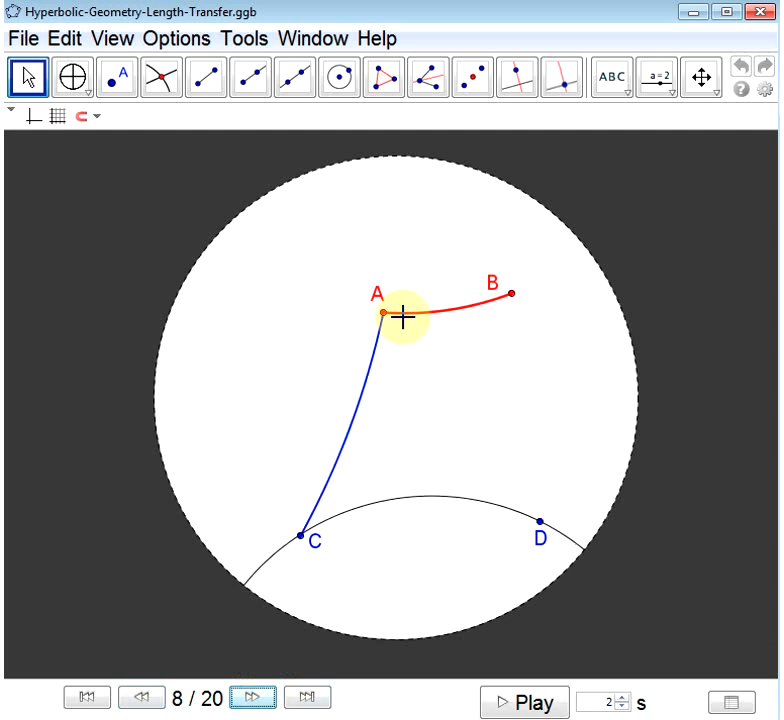 Hyperbolic-Geometry-Length-Transfer.ggb
File Edit View Options Tools Window Help
A
ABC
a = 2
?
A
B
C
D
8 / 20
Play
2
s